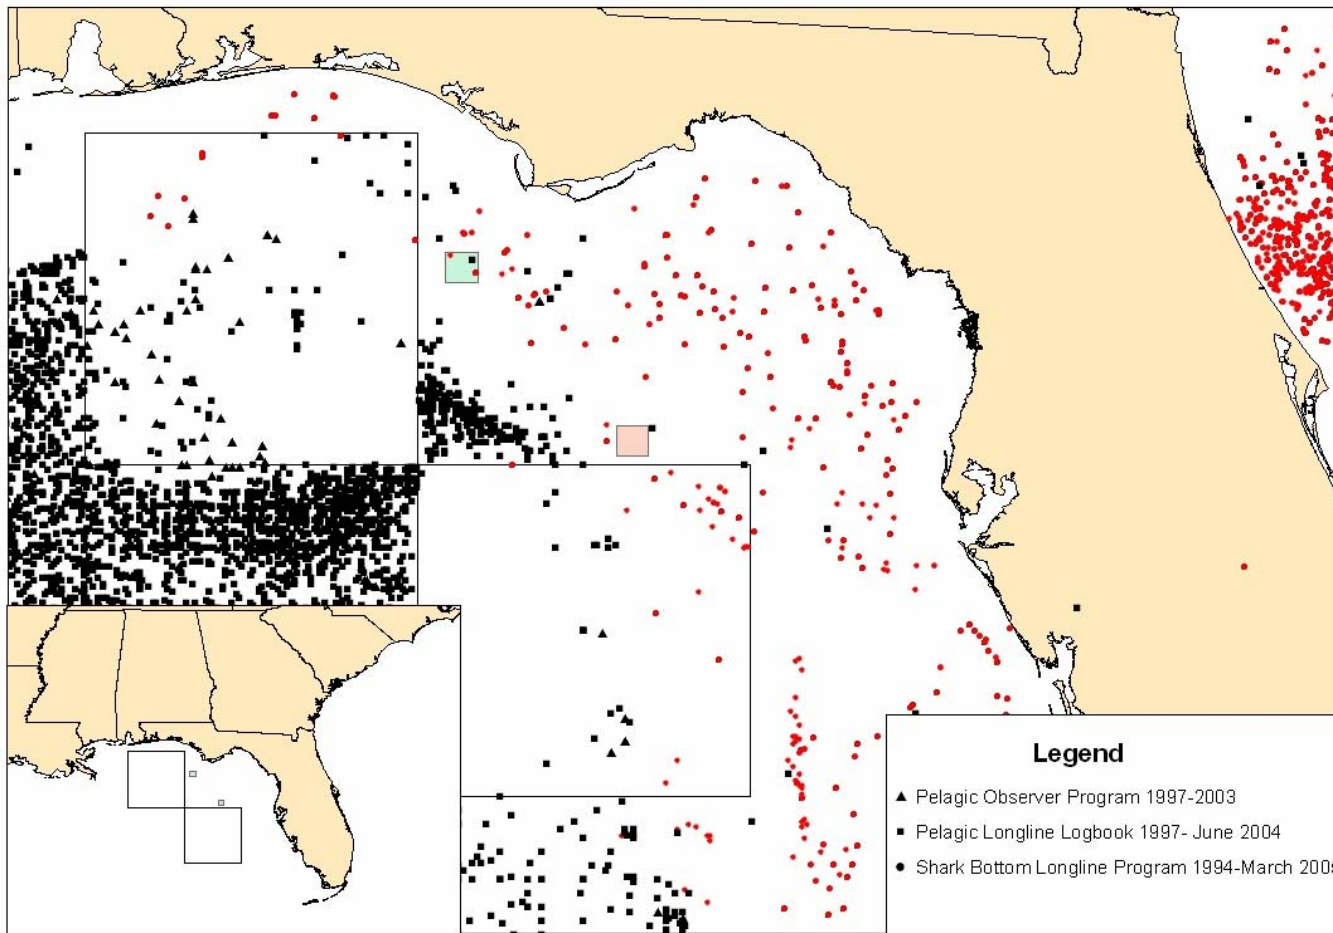 Legend
Pelagic Observer Program 1997-2003
Pelagic Longline Logbook 1997- June 2004
Shark Bottom Longline Program 1994-March